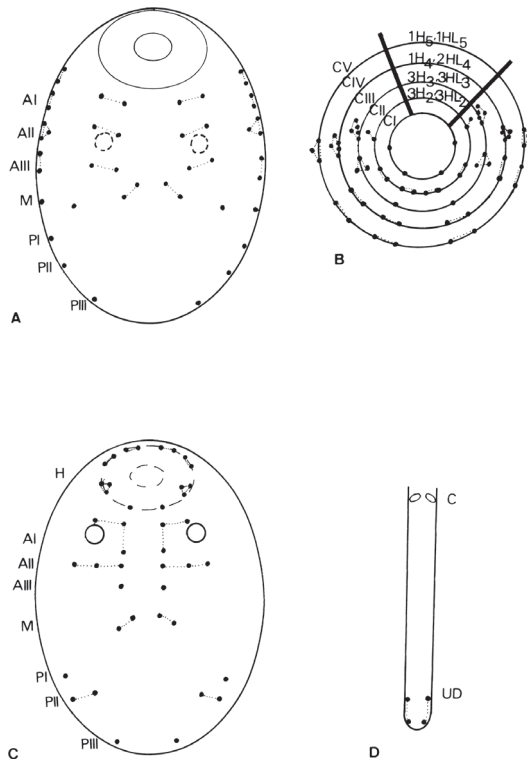 AI
AII
AIII
M
PI
PII
PIII
A
1H5,1HL5
1H4,2HL4
3H3,3HL3
3H2,3HL2
CV
CIV
CIII
CII
CI
B
H
AI
AII
AIII
M
PI
PII
PIII
C
C
UD
D